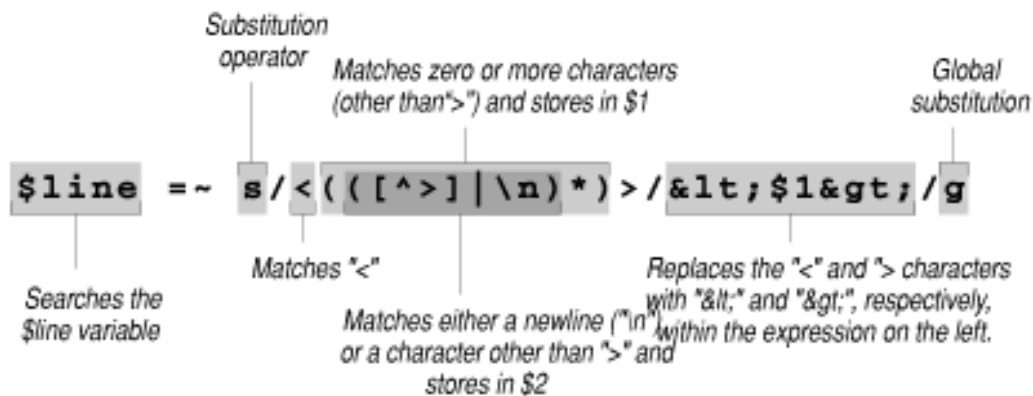 Substitution
operator
Matches zero or more characters
(other than">") and stores in $1
Global
substitution
$line =~ s/<(([^>]|\n)*)>/&lt;$1&gt;/g
Searches the
$line variable
Matches "<"
Matches either a newline ("\n")
or a character other than ">" and
stores in $2
Replaces the "<" and "> characters
with "&lt;" and "&gt;", respectively,
within the expression on the left.